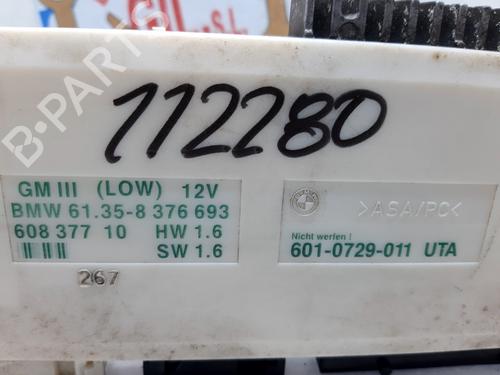 B-PARTS
SL
112280
GM III (LOW) 12V
BMW 61.35-8 376 693
608 377 10 HW 1.6
SW 1.6
267
>ASA/PC<
Nicht werfen !
601-0729-011 UTA